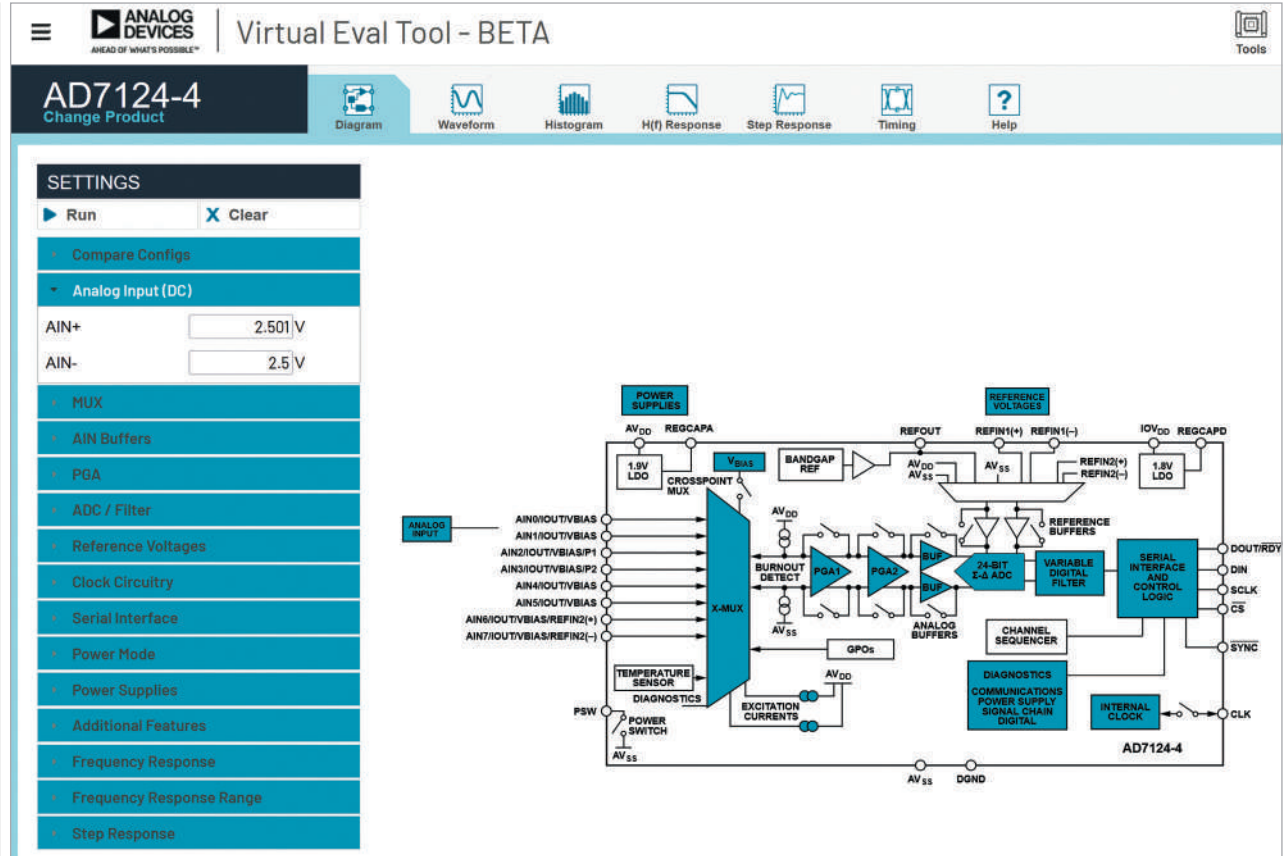 ANALOG
DEVICES
AHEAD OF WHAT'S POSSIBLE™
Virtual Eval Tool - BETA
Tools
AD7124-4
Change Product
Diagram
Waveform
Histogram
H(f) Response
Step Response
Timing
Help
SETTINGS
Run
X Clear
Compare Configs
Analog Input (DC)
AIN+ 2.501 V
AIN- 2.5 V
MUX
AIN Buffers
PGA
ADC / Filter
Reference Voltages
Clock Circuitry
Serial Interface
Power Mode
Power Supplies
Additional Features
Frequency Response
Frequency Response Range
Step Response
POWER
SUPPLIES
REFERENCE
VOLTAGES
AVDD
REGCAPA
REFOUT
REFIN1(+)
REFIN1(−)
IOVDD
REGCAPD
1.9V
LDO
VBIAS
BANDGAP
REF
AVDD
AVSS
AVSS
REFIN2(+)
REFIN2(−)
1.8V
LDO
CROSSPOINT
MUX
ANALOG
INPUT
AIN0/IOUT/VBIAS
AIN1/IOUT/VBIAS
AIN2/IOUT/VBIAS/P1
AIN3/IOUT/VBIAS/P2
AIN4/IOUT/VBIAS
AIN5/IOUT/VBIAS
AIN6/IOUT/VBIAS/REFIN2(+)
AIN7/IOUT/VBIAS/REFIN2(−)
X-MUX
AVDD
BURNOUT
DETECT
AVSS
PGA1
PGA2
BUF
BUF
ANALOG
BUFFERS
REFERENCE
BUFFERS
24-BIT
Σ-Δ ADC
VARIABLE
DIGITAL
FILTER
SERIAL
INTERFACE
AND
CONTROL
LOGIC
DOUT/RDY
DIN
SCLK
CS
SYNC
CLK
CHANNEL
SEQUENCER
GPOs
TEMPERATURE
SENSOR
DIAGNOSTICS
AVDD
EXCITATION
CURRENTS
PSW
POWER
SWITCH
AVSS
DIAGNOSTICS
COMMUNICATIONS
POWER SUPPLY
SIGNAL CHAIN
DIGITAL
INTERNAL
CLOCK
AD7124-4
AVSS
DGND